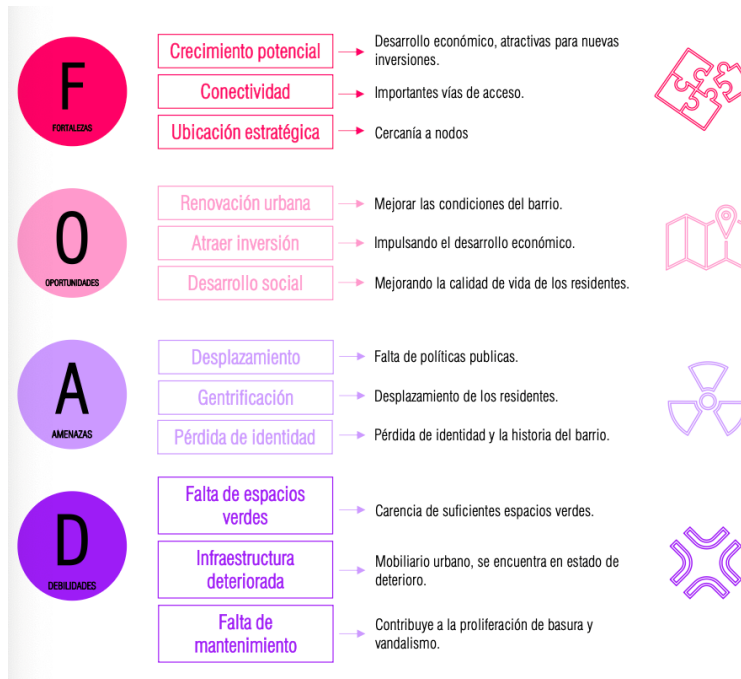 F
FORTALEZAS
Crecimiento potencial
Desarrollo económico, atractivas para nuevas
inversiones.
Conectividad
Importantes vías de acceso.
Ubicación estratégica
Cercanía a nodos
O
OPORTUNIDADES
Renovación urbana
Mejorar las condiciones del barrio.
Atraer inversión
Impulsando el desarrollo económico.
Desarrollo social
Mejorando la calidad de vida de los residentes.
A
AMENAZAS
Desplazamiento
Falta de políticas publicas.
Gentrificación
Desplazamiento de los residentes.
Pérdida de identidad
Pérdida de identidad y la historia del barrio.
D
DEBILIDADES
Falta de espacios
verdes
Carencia de suficientes espacios verdes.
Infraestructura
deteriorada
Mobiliario urbano, se encuentra en estado de
deterioro.
Falta de
mantenimiento
Contribuye a la proliferación de basura y
vandalismo.